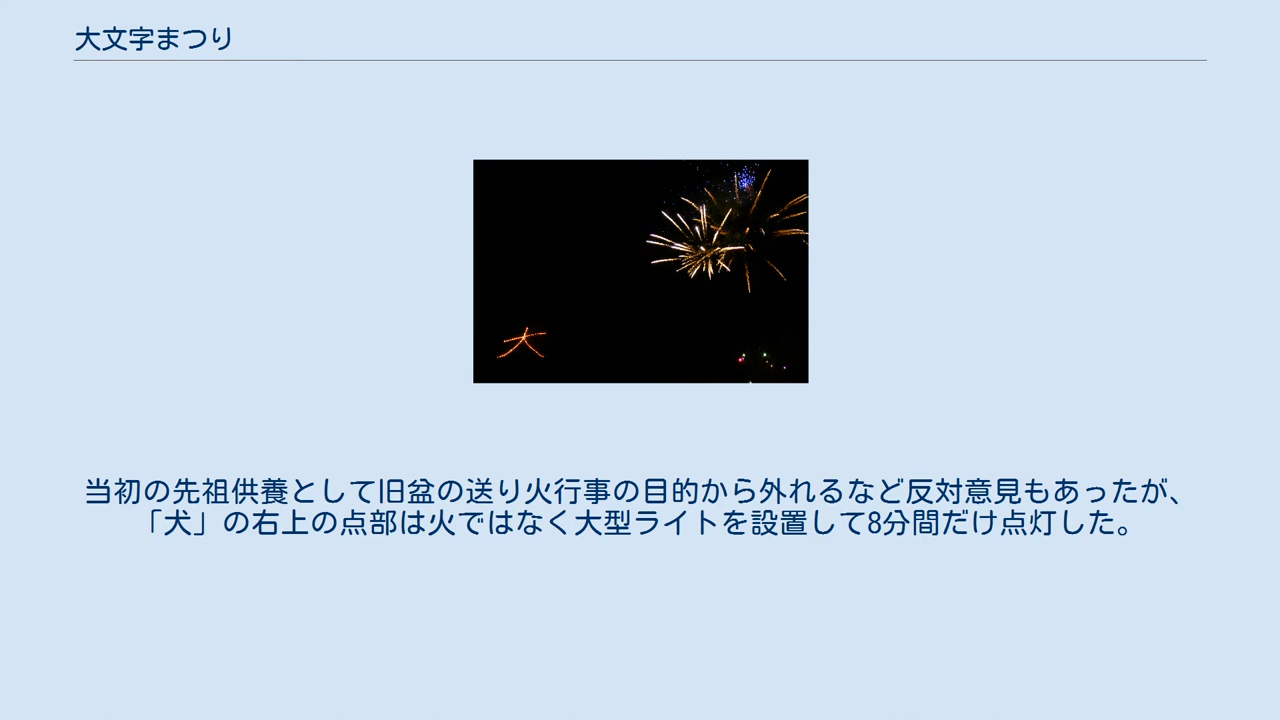 大文字まつり
大
当初の先祖供養として旧盆の送り火行事の目的から外れるなど反対意見もあったが、
「犬」の右上の点部は火ではなく大型ライトを設置して8分間だけ点灯した。